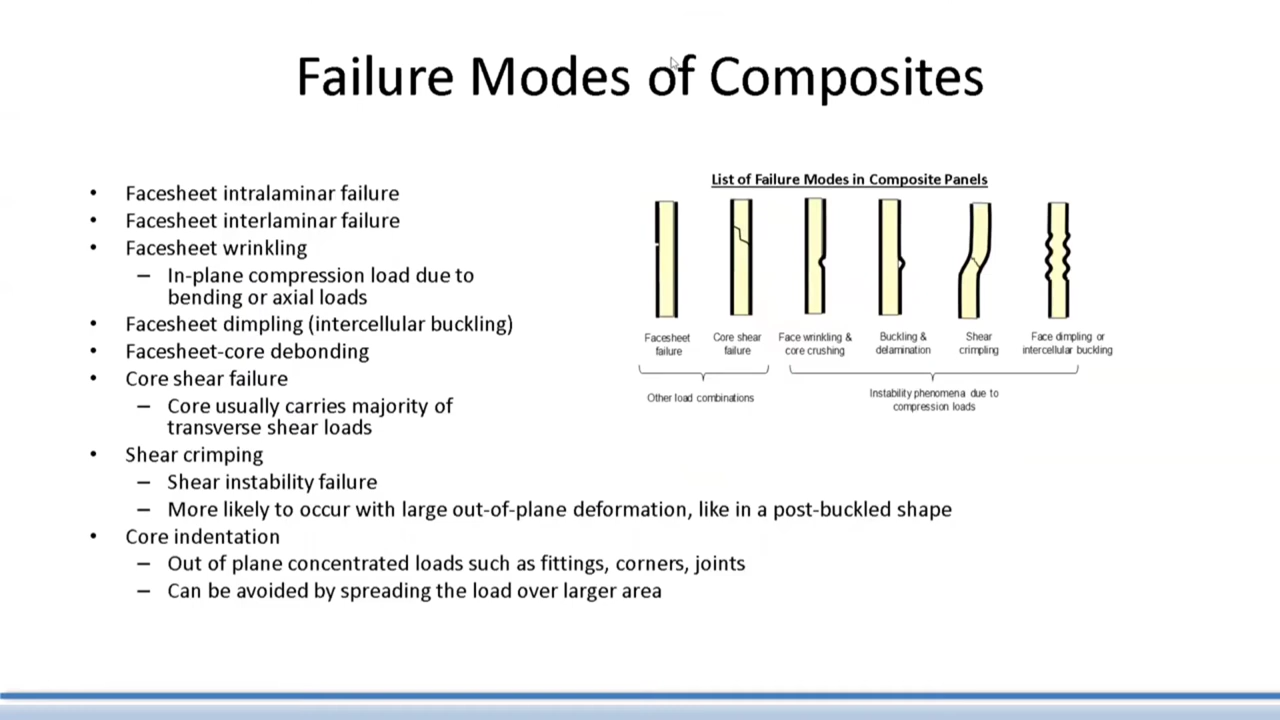 Failure Modes of Composites
• Facesheet intralaminar failure
• Facesheet interlaminar failure
• Facesheet wrinkling
– In-plane compression load due to
bending or axial loads
• Facesheet dimpling (intercellular buckling)
• Facesheet-core debonding
• Core shear failure
– Core usually carries majority of
transverse shear loads
• Shear crimping
– Shear instability failure
– More likely to occur with large out-of-plane deformation, like in a post-buckled shape
• Core indentation
– Out of plane concentrated loads such as fittings, corners, joints
– Can be avoided by spreading the load over larger area
List of Failure Modes in Composite Panels
Facesheet
failure
Core shear
failure
Face wrinkling &
core crushing
Buckling &
delamination
Shear
crimpling
Face dimpling or
intercellular buckling
Other load combinations
Instability phenomena due to
compression loads